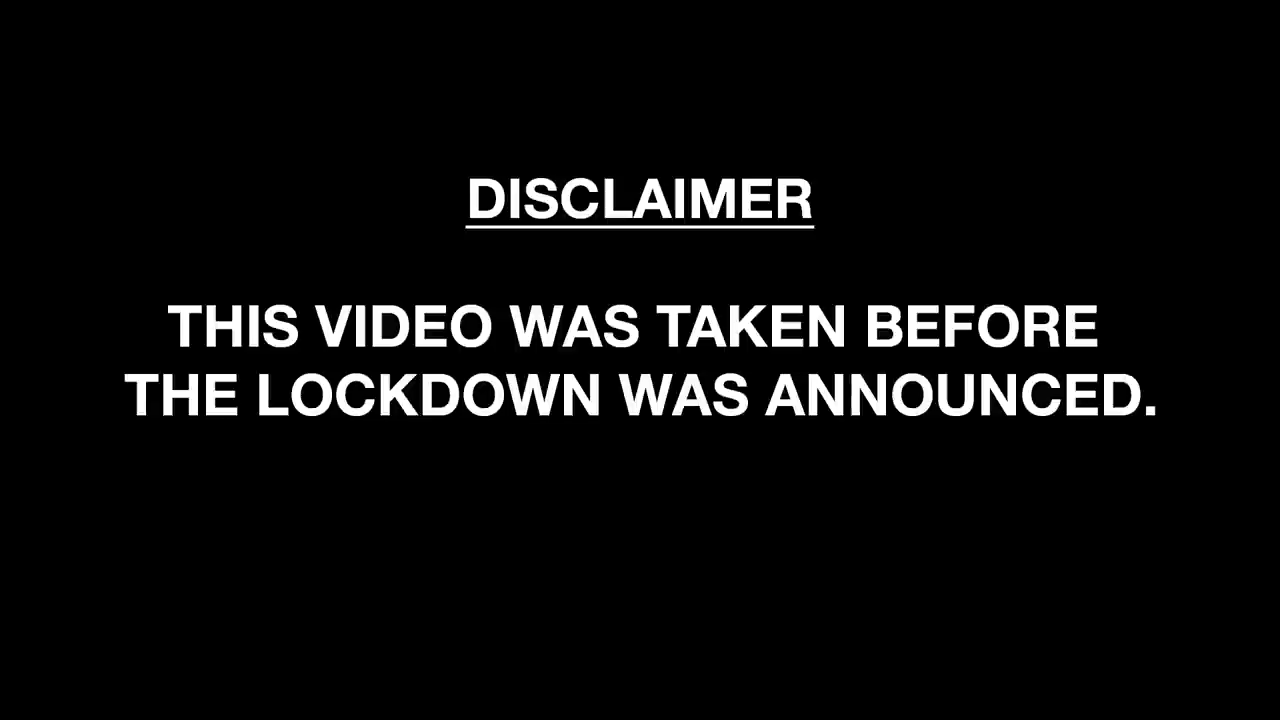 DISCLAIMER
THIS VIDEO WAS TAKEN BEFORE
THE LOCKDOWN WAS ANNOUNCED.